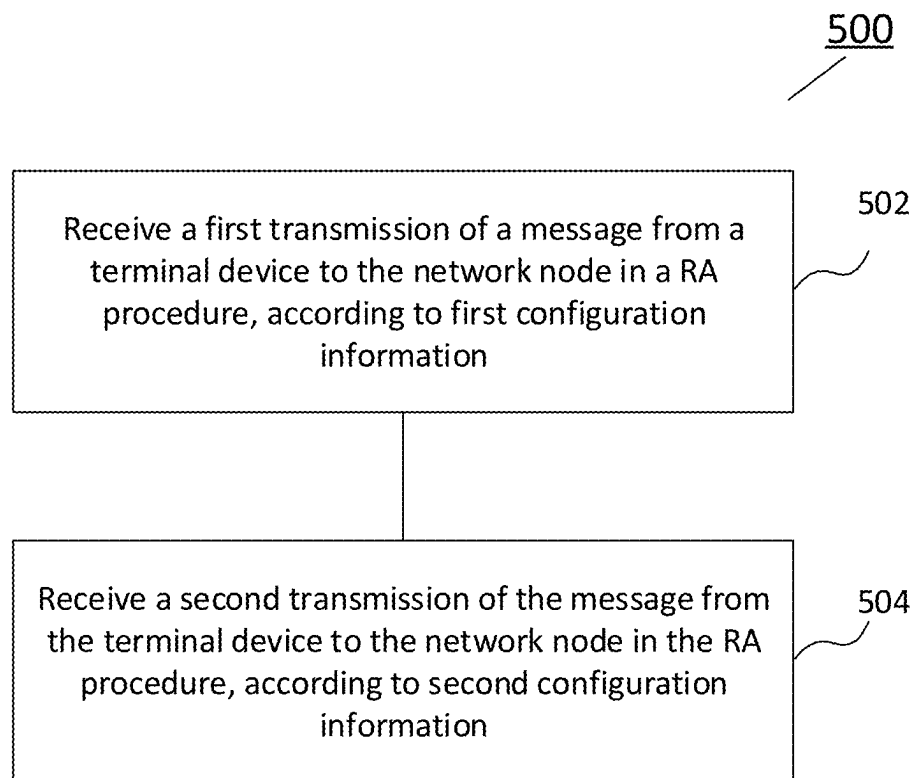 500
502
Receive a first transmission of a message from a
terminal device to the network node in a RA
procedure, according to first configuration
information
504
Receive a second transmission of the message from
the terminal device to the network node in the RA
procedure, according to second configuration
information